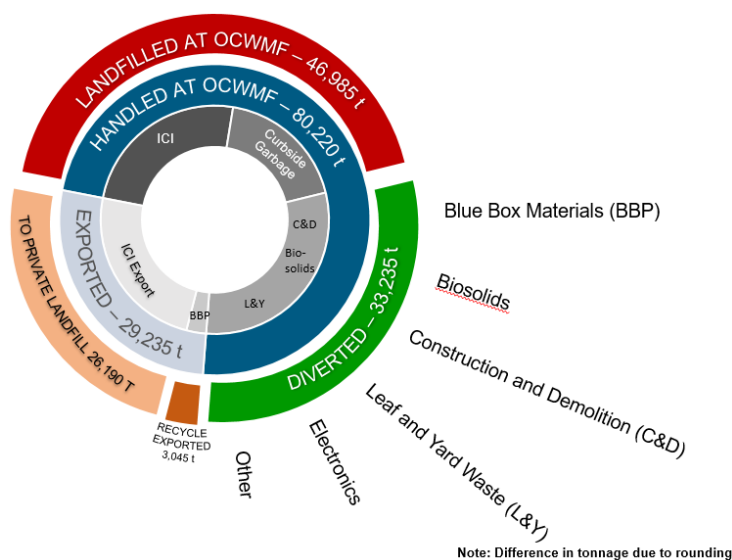 LANDFILLED AT OCWMF – 46,985 t
HANDLED AT OCWMF – 80,220 t
ICI
Curbside
Garbage
C&D
Bio-
solids
L&Y
BBP
ICI Export
EXPORTED – 29,235 t
TO PRIVATE LANDFILL 26,190 T
RECYCLE
EXPORTED
3,045 t
DIVERTED – 33,235 t
Blue Box Materials (BBP)
Biosolids
Construction and Demolition (C&D)
Leaf and Yard Waste (L&Y)
Electronics
Other
Note: Difference in tonnage due to rounding